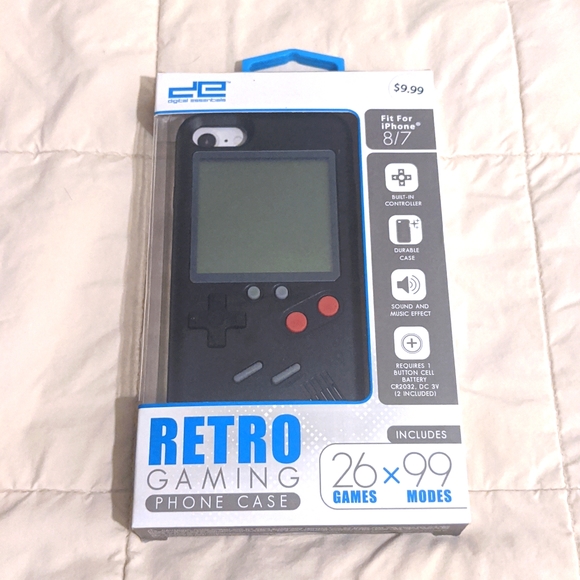 de™
digital essentials
$9.99
Fit For
iPhone®
8/7
BUILT-IN
CONTROLLER
DURABLE
CASE
SOUND AND
MUSIC EFFECT
REQUIRES 1
BUTTON CELL
BATTERY
CR2032, DC 3V
(2 INCLUDED)
RETRO
GAMING
PHONE CASE
INCLUDES
26 × 99
GAMES MODES